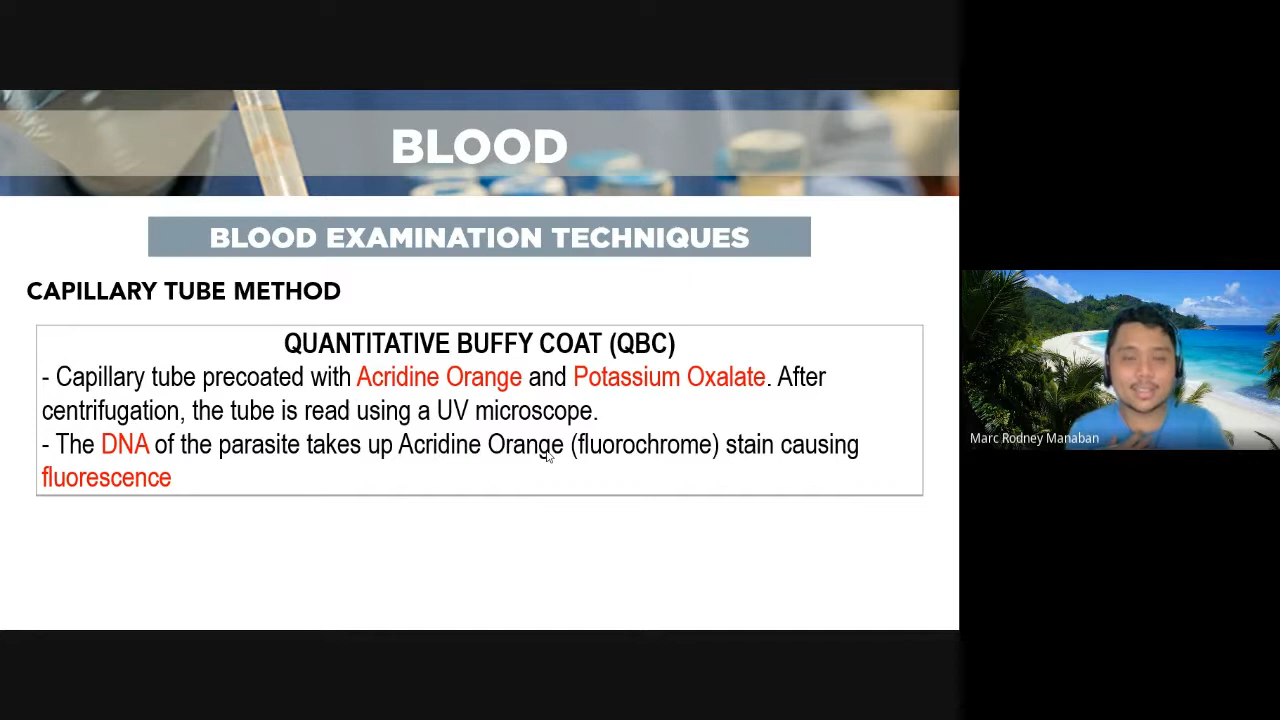 BLOOD
BLOOD EXAMINATION TECHNIQUES
CAPILLARY TUBE METHOD
QUANTITATIVE BUFFY COAT (QBC)
- Capillary tube precoated with Acridine Orange and Potassium Oxalate. After
centrifugation, the tube is read using a UV microscope.
- The DNA of the parasite takes up Acridine Orange (fluorochrome) stain causing
fluorescence
Marc Rodney Manaban